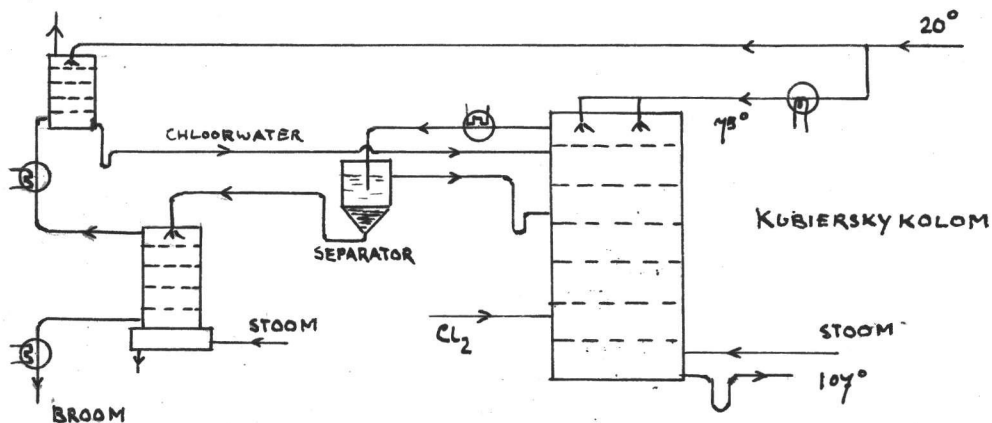 20°
75°
CHLOORWATER
KUBIERSKY KOLOM
SEPARATOR
Cl₂
STOOM
STOOM
107°
BROOM